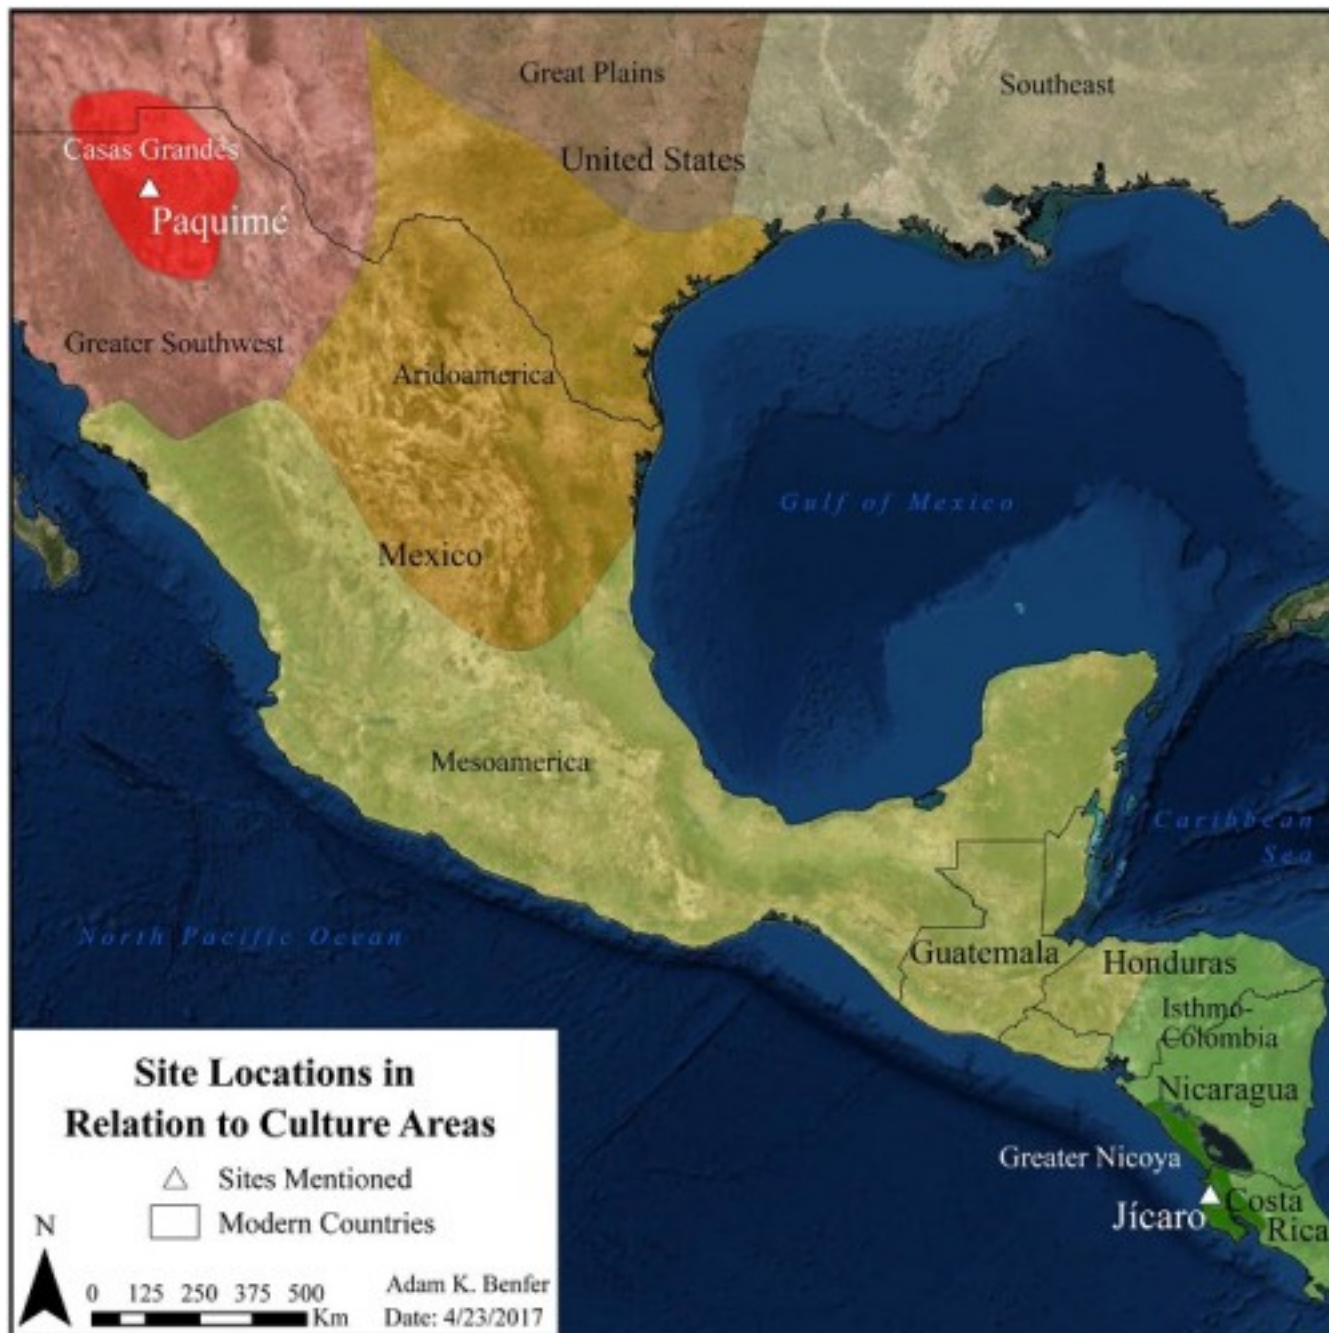 Great Plains
Southeast
United States
Casas Grandes
Paquimé
Greater Southwest
Aridoamerica
Gulf of Mexico
Mexico
Mesoamerica
Caribbean
Sea
North Pacific Ocean
Guatemala
Honduras
Isthmo-
Colombia
Nicaragua
Greater Nicoya
Jícaro
Costa
Rica
Site Locations in
Relation to Culture Areas
Sites Mentioned
Modern Countries
N
0 125 250 375 500
Km
Adam K. Benfer
Date: 4/23/2017